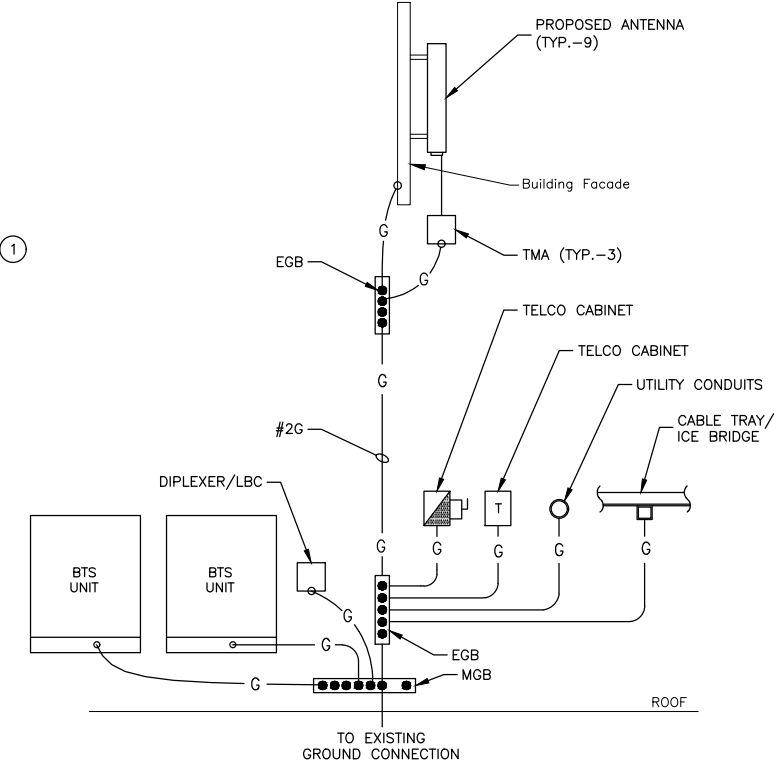 PROPOSED ANTENNA
(TYP.-9)
Building Facade
1
G
TMA (TYP.-3)
EGB
G
TELCO CABINET
TELCO CABINET
G
UTILITY CONDUITS
CABLE TRAY/
ICE BRIDGE
#2G
DIPLEXER/LBC
T
G
G
G
G
G
BTS
UNIT
BTS
UNIT
G
G
EGB
MGB
G
ROOF
TO EXISTING
GROUND CONNECTION